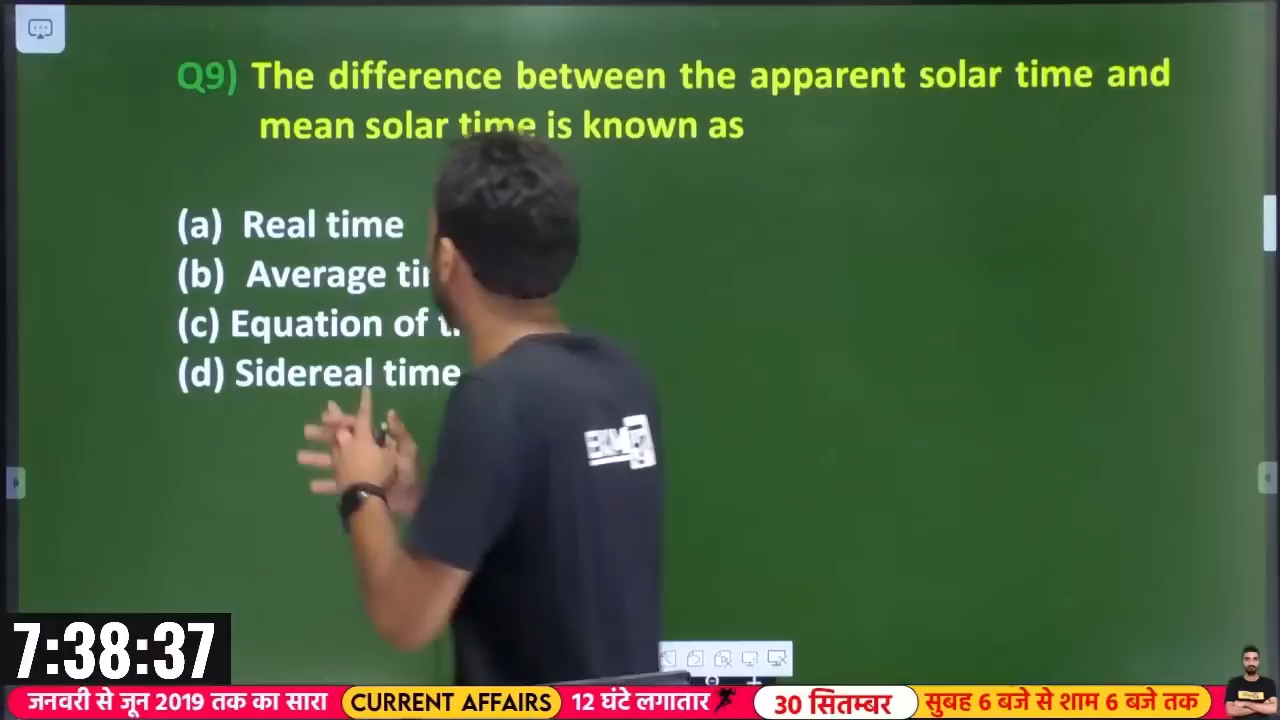 Q9) The difference between the apparent solar time and
mean solar time is known as
(a) Real time
(b) Average
(c) Equation of
(d) Sidereal time
7:38:37
जनवरी से जून 2019 तक का सारा CURRENT AFFAIRS 12 घंटे लगातार 30 सितम्बर सुबह 6 बजे से शाम 6 बजे तक